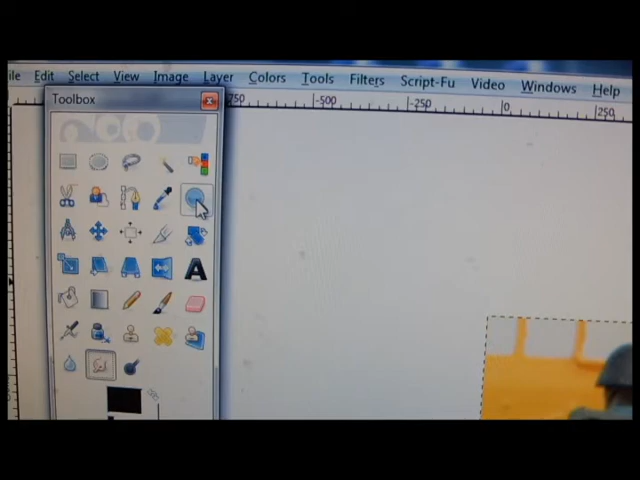 ile Edit Select View Image Layer Colors Tools Filters Script-Fu Video Windows Help
Toolbox
750 -500 -250 0 250
A